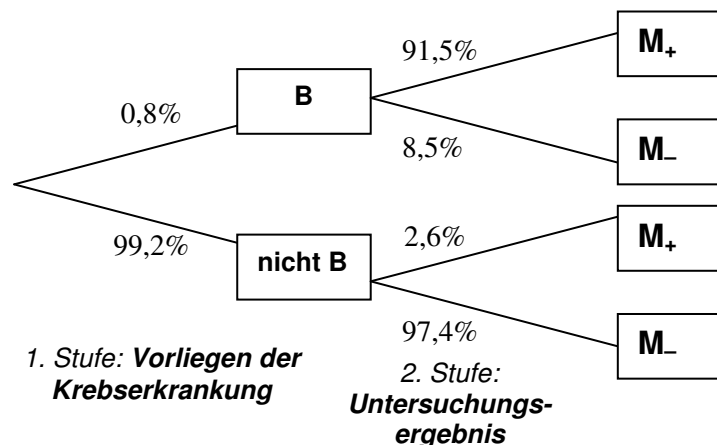 91,5%
M+
B
0,8%
8,5%
M–
99,2%
2,6%
M+
nicht B
97,4%
M–
1. Stufe: Vorliegen der
Krebserkrankung
2. Stufe:
Untersuchungs-
ergebnis